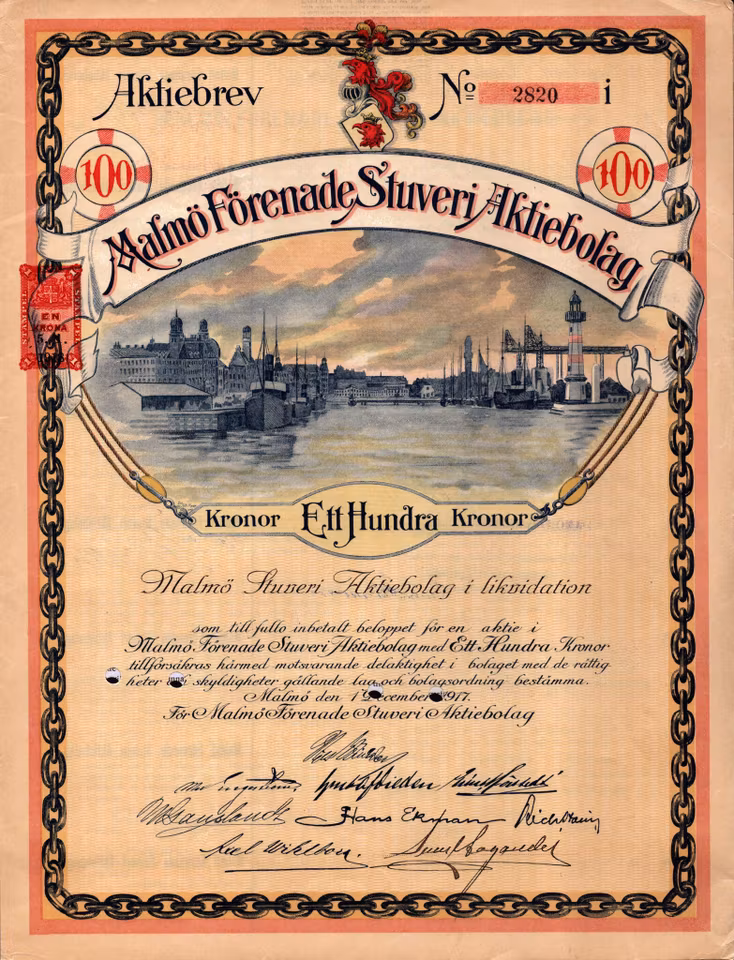 Aktiebrev
No 2820 i
100
100
Malmö Förenade Stuveri Aktiebolag
STAMPEL
EN
KRONA
Kronor Ett Hundra Kronor
Malmö Stuveri Aktiebolag i likvidation
som till fullo inbetalt beloppet för en aktie i
Malmö Förenade Stuveri Aktiebolag med Ett Hundra Kronor
tillförsäkras härmed motsvarande delaktighet i bolaget med de rättig
heter skyldigheter gällande lag och bolagsordning bestämma.
Malmö den 1 December 1917.
För Malmö Förenade Stuveri Aktiebolag
Hans Ekman
Axel Wihlborg.